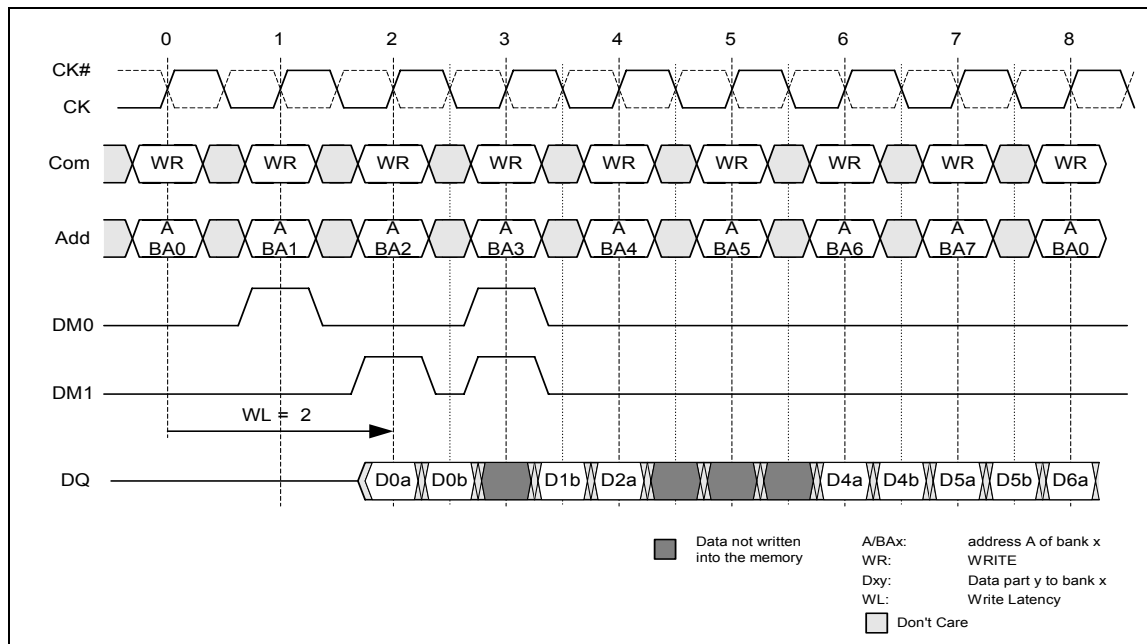 0 1 2 3 4 5 6 7 8
CK#
CK
Com WR WR WR WR WR WR WR WR WR
A A A A A A A A A
Add
BA0 BA1 BA2 BA3 BA4 BA5 BA6 BA7 BA0
DM0
DM1
WL = 2
DQ D0a D0b D1b D2a D4a D4b D5a D5b D6a
Data not written
into the memory
A/BAx: address A of bank x
WR: WRITE
Dxy: Data part y to bank x
WL: Write Latency
Don't Care